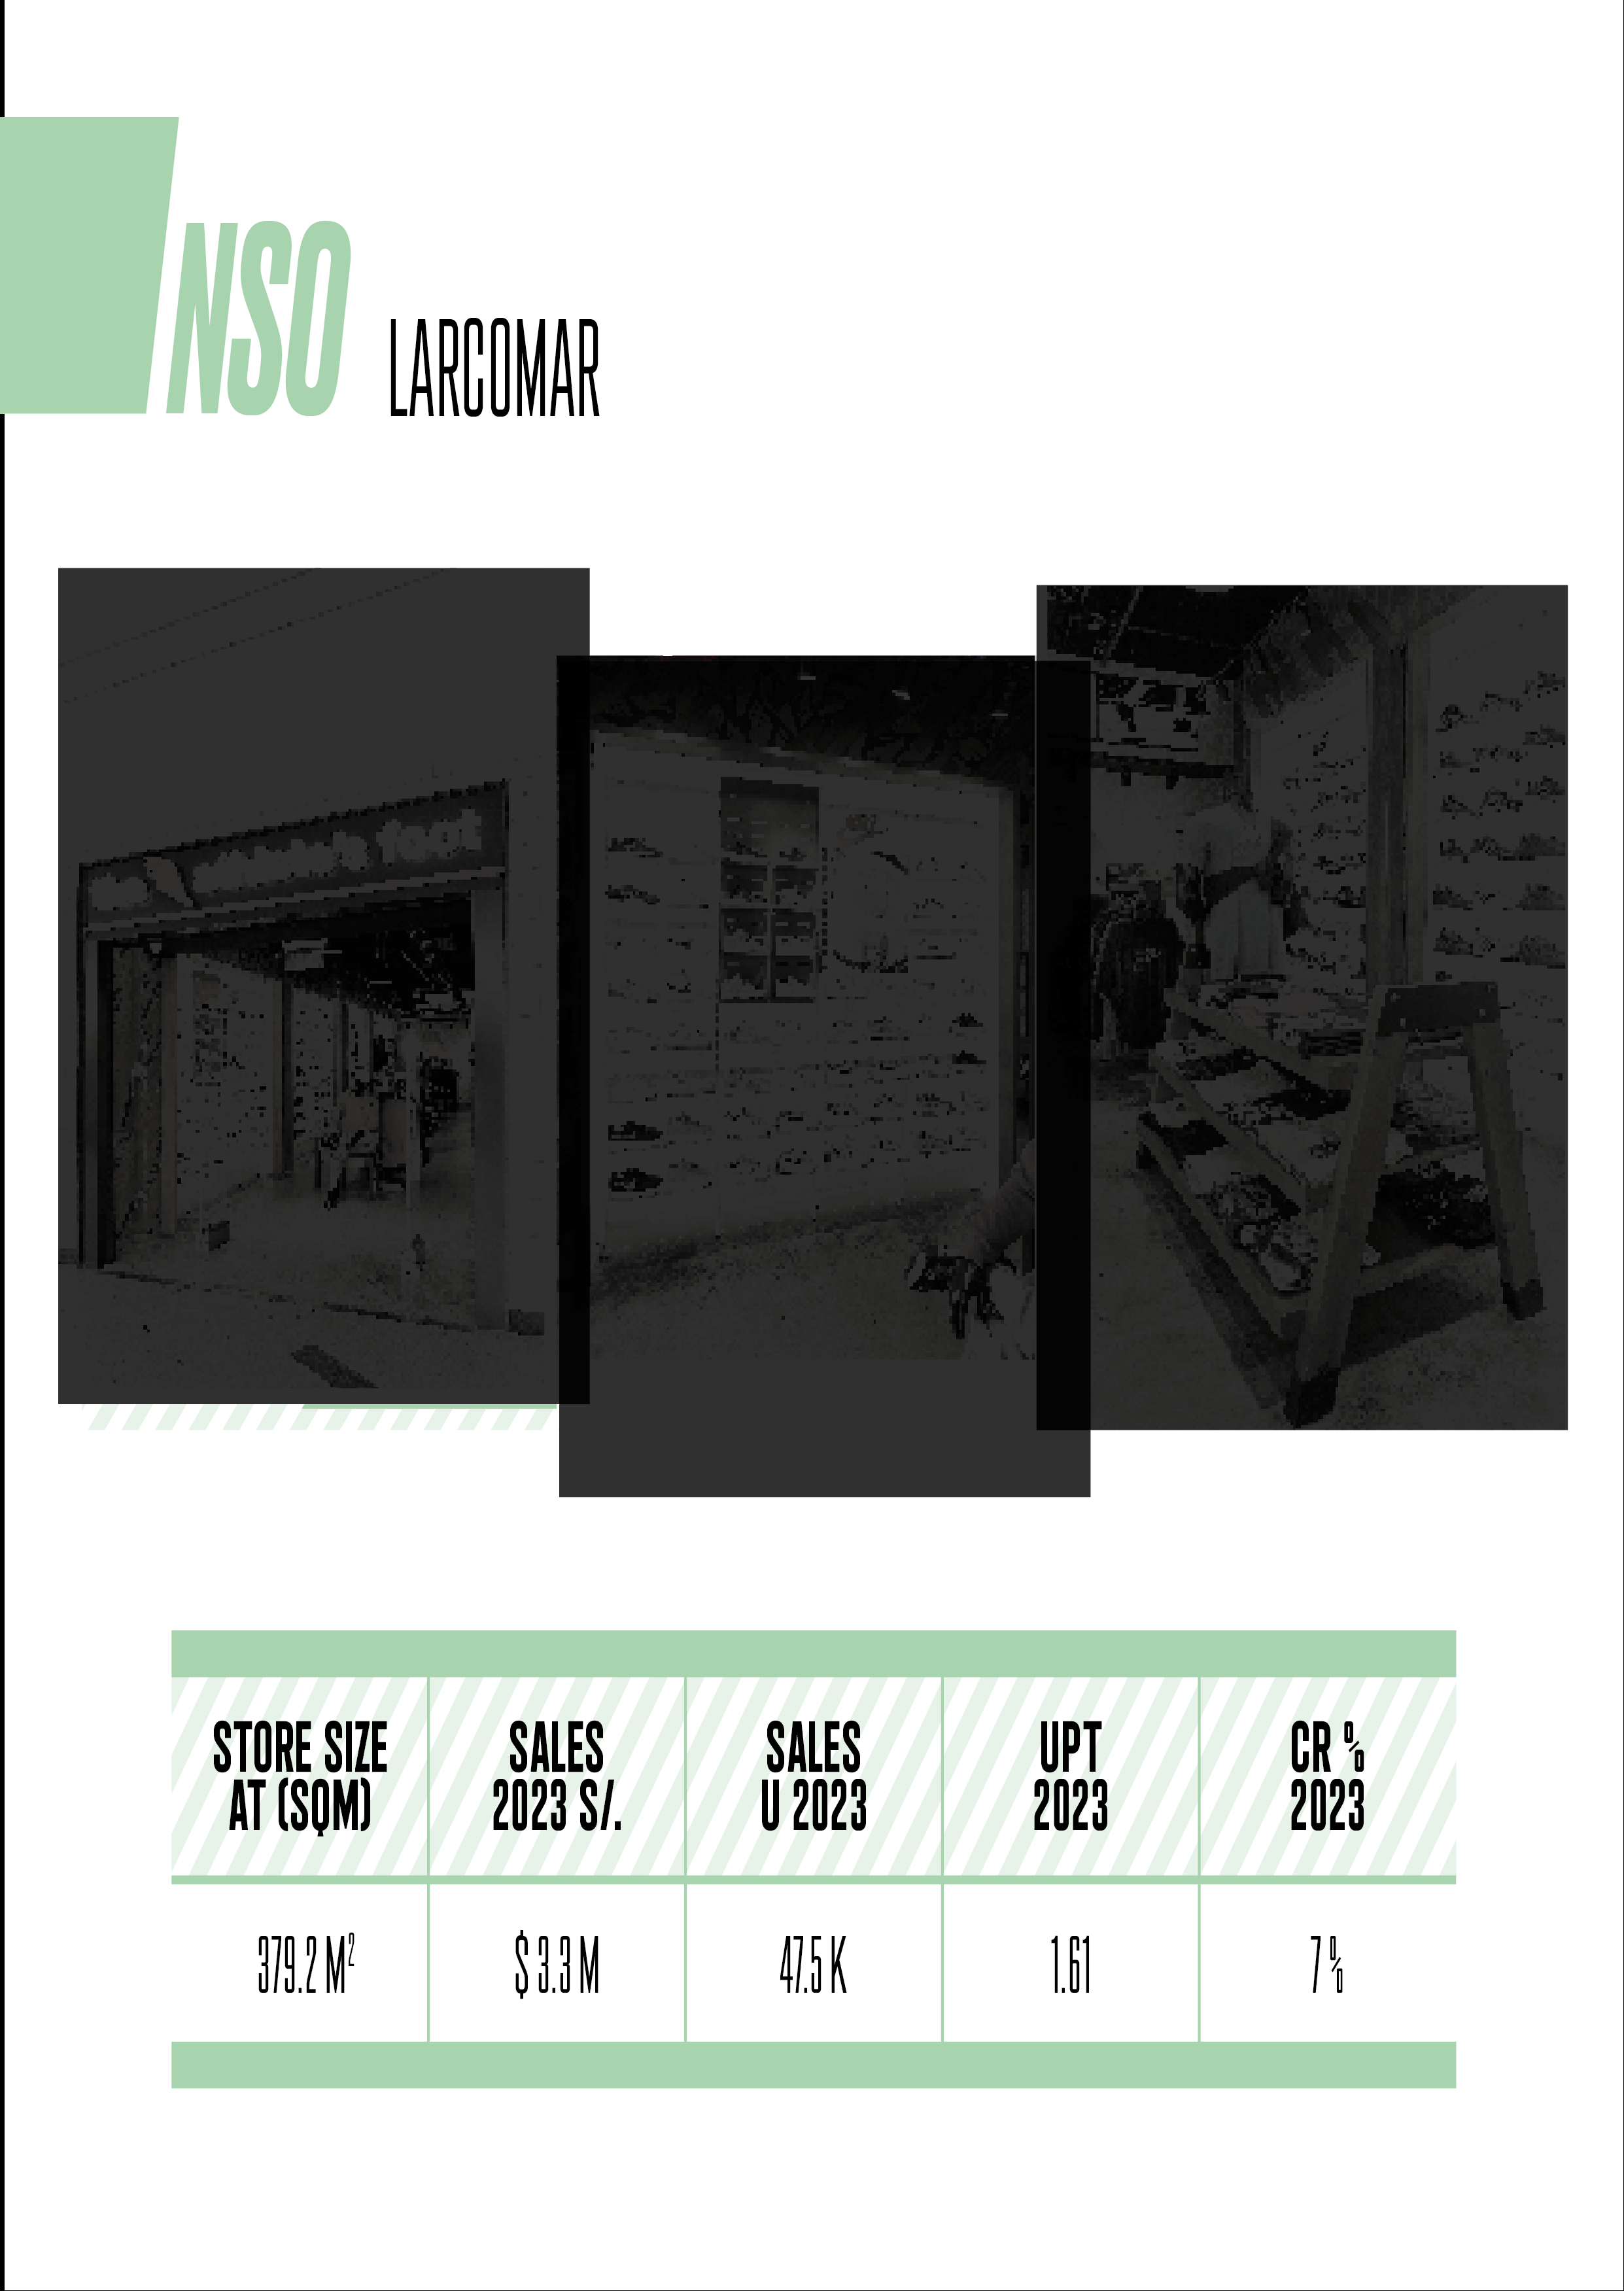 NSO
LARCOMAR
STORE SIZE
AT (SQM)
SALES
2023 S/.
SALES
U 2023
UPT
2023
CR %
2023
379.2 M²
$ 3.3 M
47.5 K
1.61
7 %